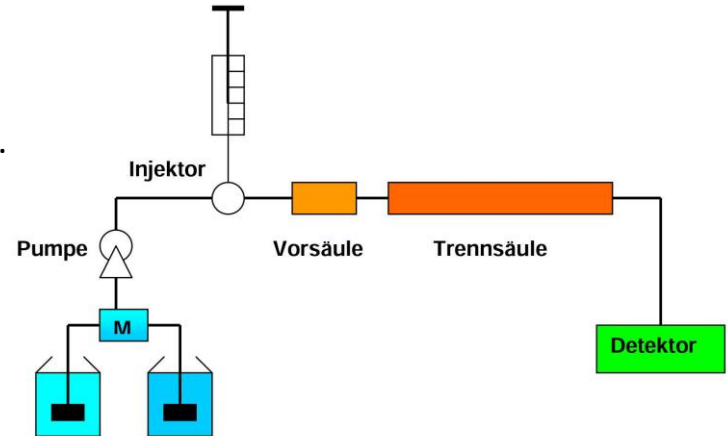 .
Injektor
Pumpe
Vorsäule
Trennsäule
M
Detektor